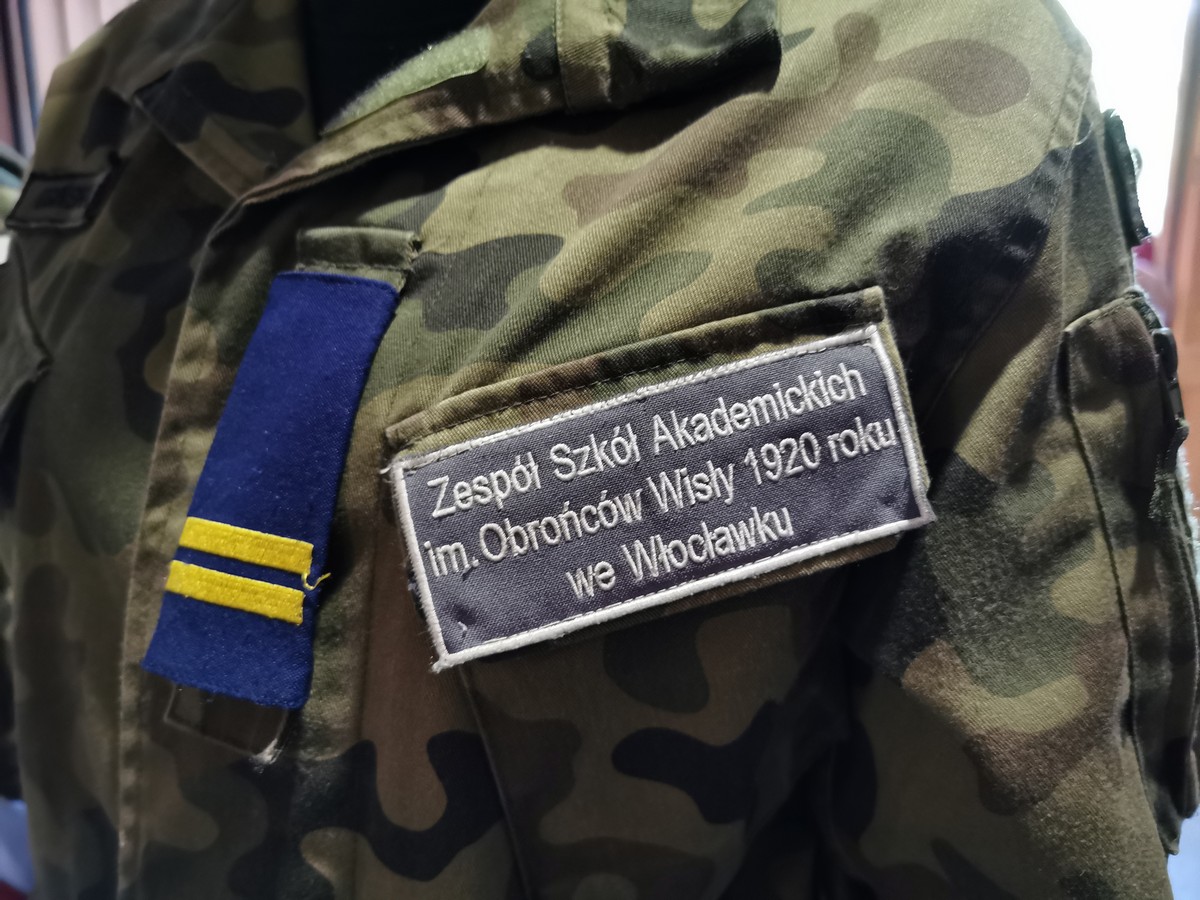 Zespół Szkół Akademickich
im. Obrońców Wisły 1920 roku
we Włocławku